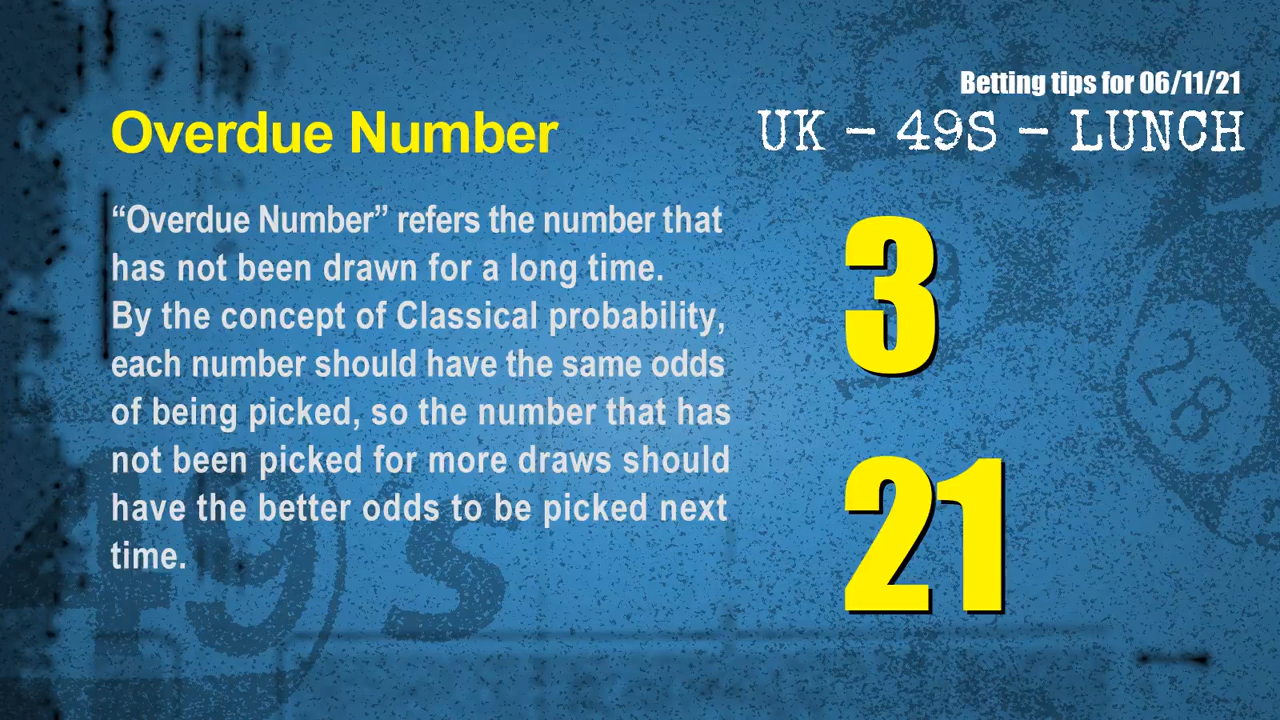 Betting tips for 06/11/21
UK - 49S - LUNCH
Overdue Number
“Overdue Number” refers the number that
has not been drawn for a long time.
By the concept of Classical probability,
each number should have the same odds
of being picked, so the number that has
not been picked for more draws should
have the better odds to be picked next
time.
3
21
28
49's